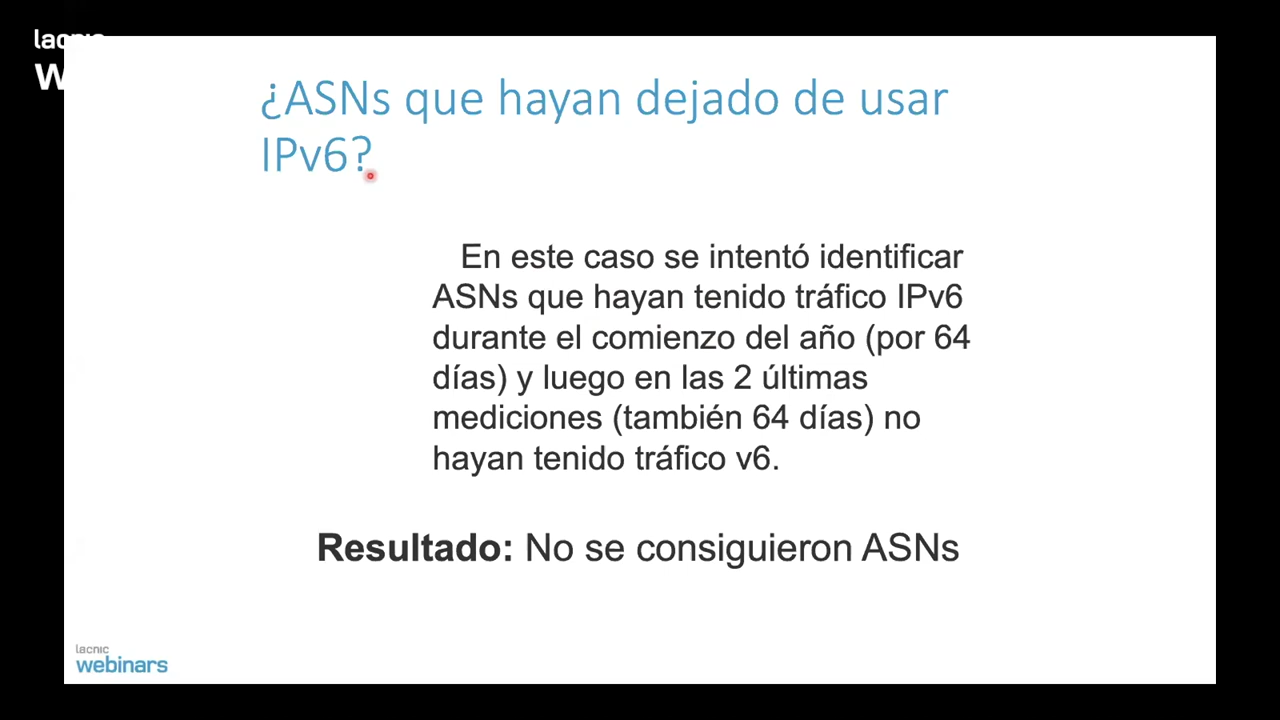 lacnic
¿ASNs que hayan dejado de usar
IPv6?
En este caso se intentó identificar
ASNs que hayan tenido tráfico IPv6
durante el comienzo del año (por 64
días) y luego en las 2 últimas
mediciones (también 64 días) no
hayan tenido tráfico v6.
Resultado: No se consiguieron ASNs
lacnic
webinars